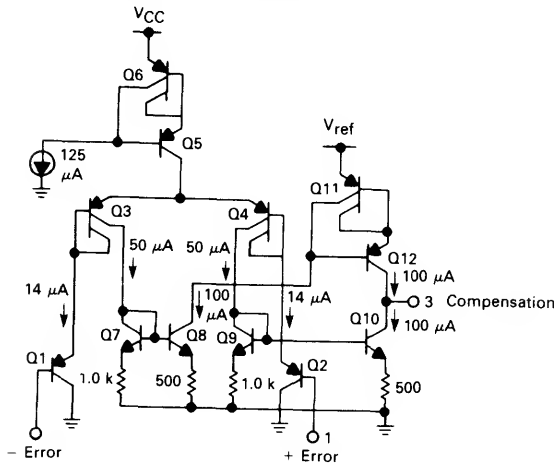 VCC
Q6
Q5
125
µA
Vref
Q11
Q3
Q4
Q12
50 µA
50 µA
100 µA
3 Compensation
100 µA
14 µA
100
µA
14 µA
Q10
Q7
Q8
Q9
Q2
Q1
1.0 k
500
1.0 k
500
– Error
1
+ Error